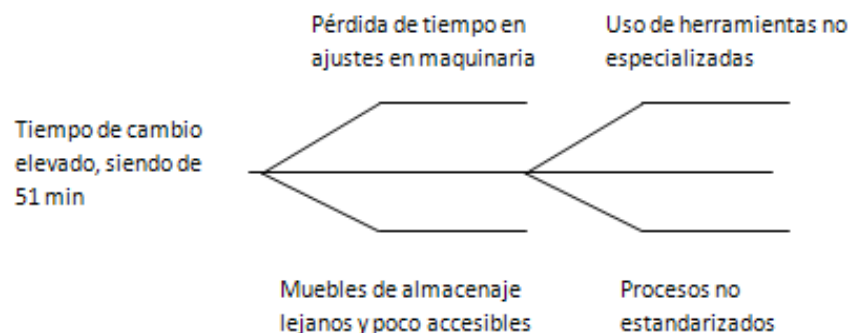 Pérdida de tiempo en
ajustes en maquinaria
Uso de herramientas no
especializadas
Tiempo de cambio
elevado, siendo de
51 min
Muebles de almacenaje
lejanos y poco accesibles
Procesos no
estandarizados